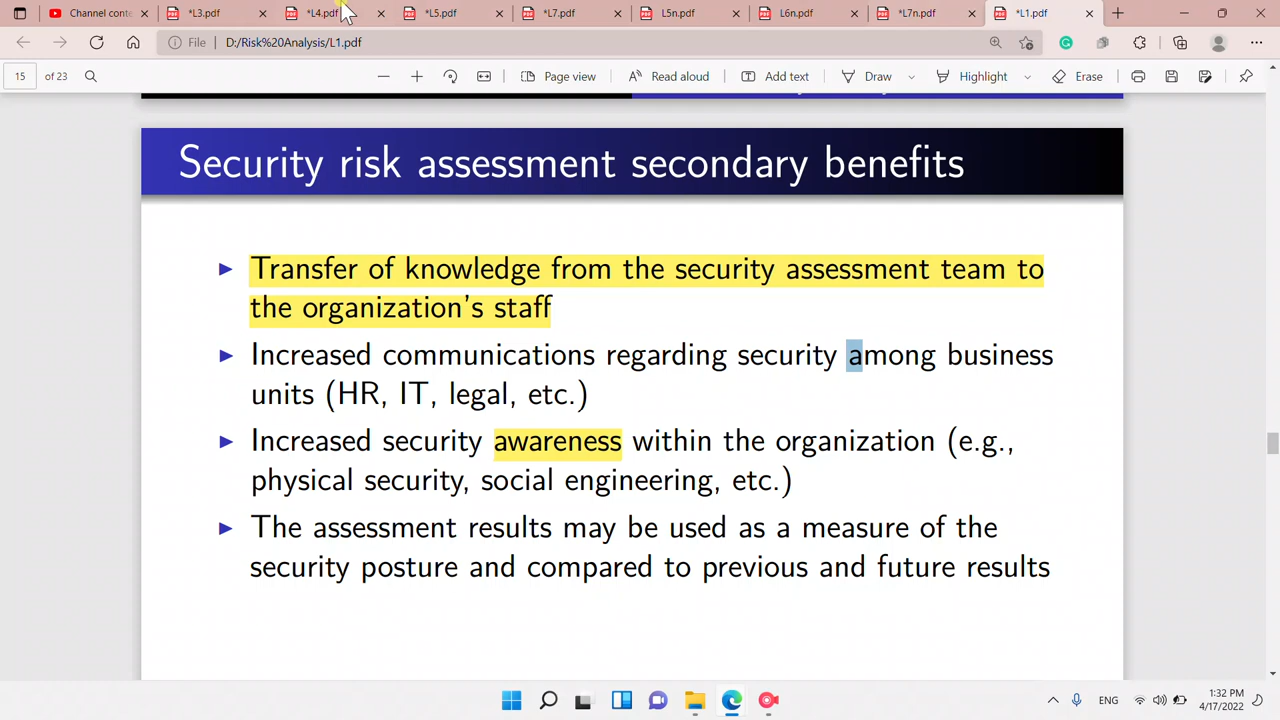 Channel conte
*L3.pdf
*L4.pdf
*L5.pdf
*L7.pdf
L5n.pdf
L6n.pdf
*L7n.pdf
*L1.pdf
File
D:/Risk%20Analysis/L1.pdf
15 of 23
Page view
Read aloud
Add text
Draw
Highlight
Erase
Security risk assessment secondary benefits
Transfer of knowledge from the security assessment team to
the organization's staff
Increased communications regarding security among business
units (HR, IT, legal, etc.)
Increased security awareness within the organization (e.g.,
physical security, social engineering, etc.)
The assessment results may be used as a measure of the
security posture and compared to previous and future results
ENG
1:32 PM
4/17/2022